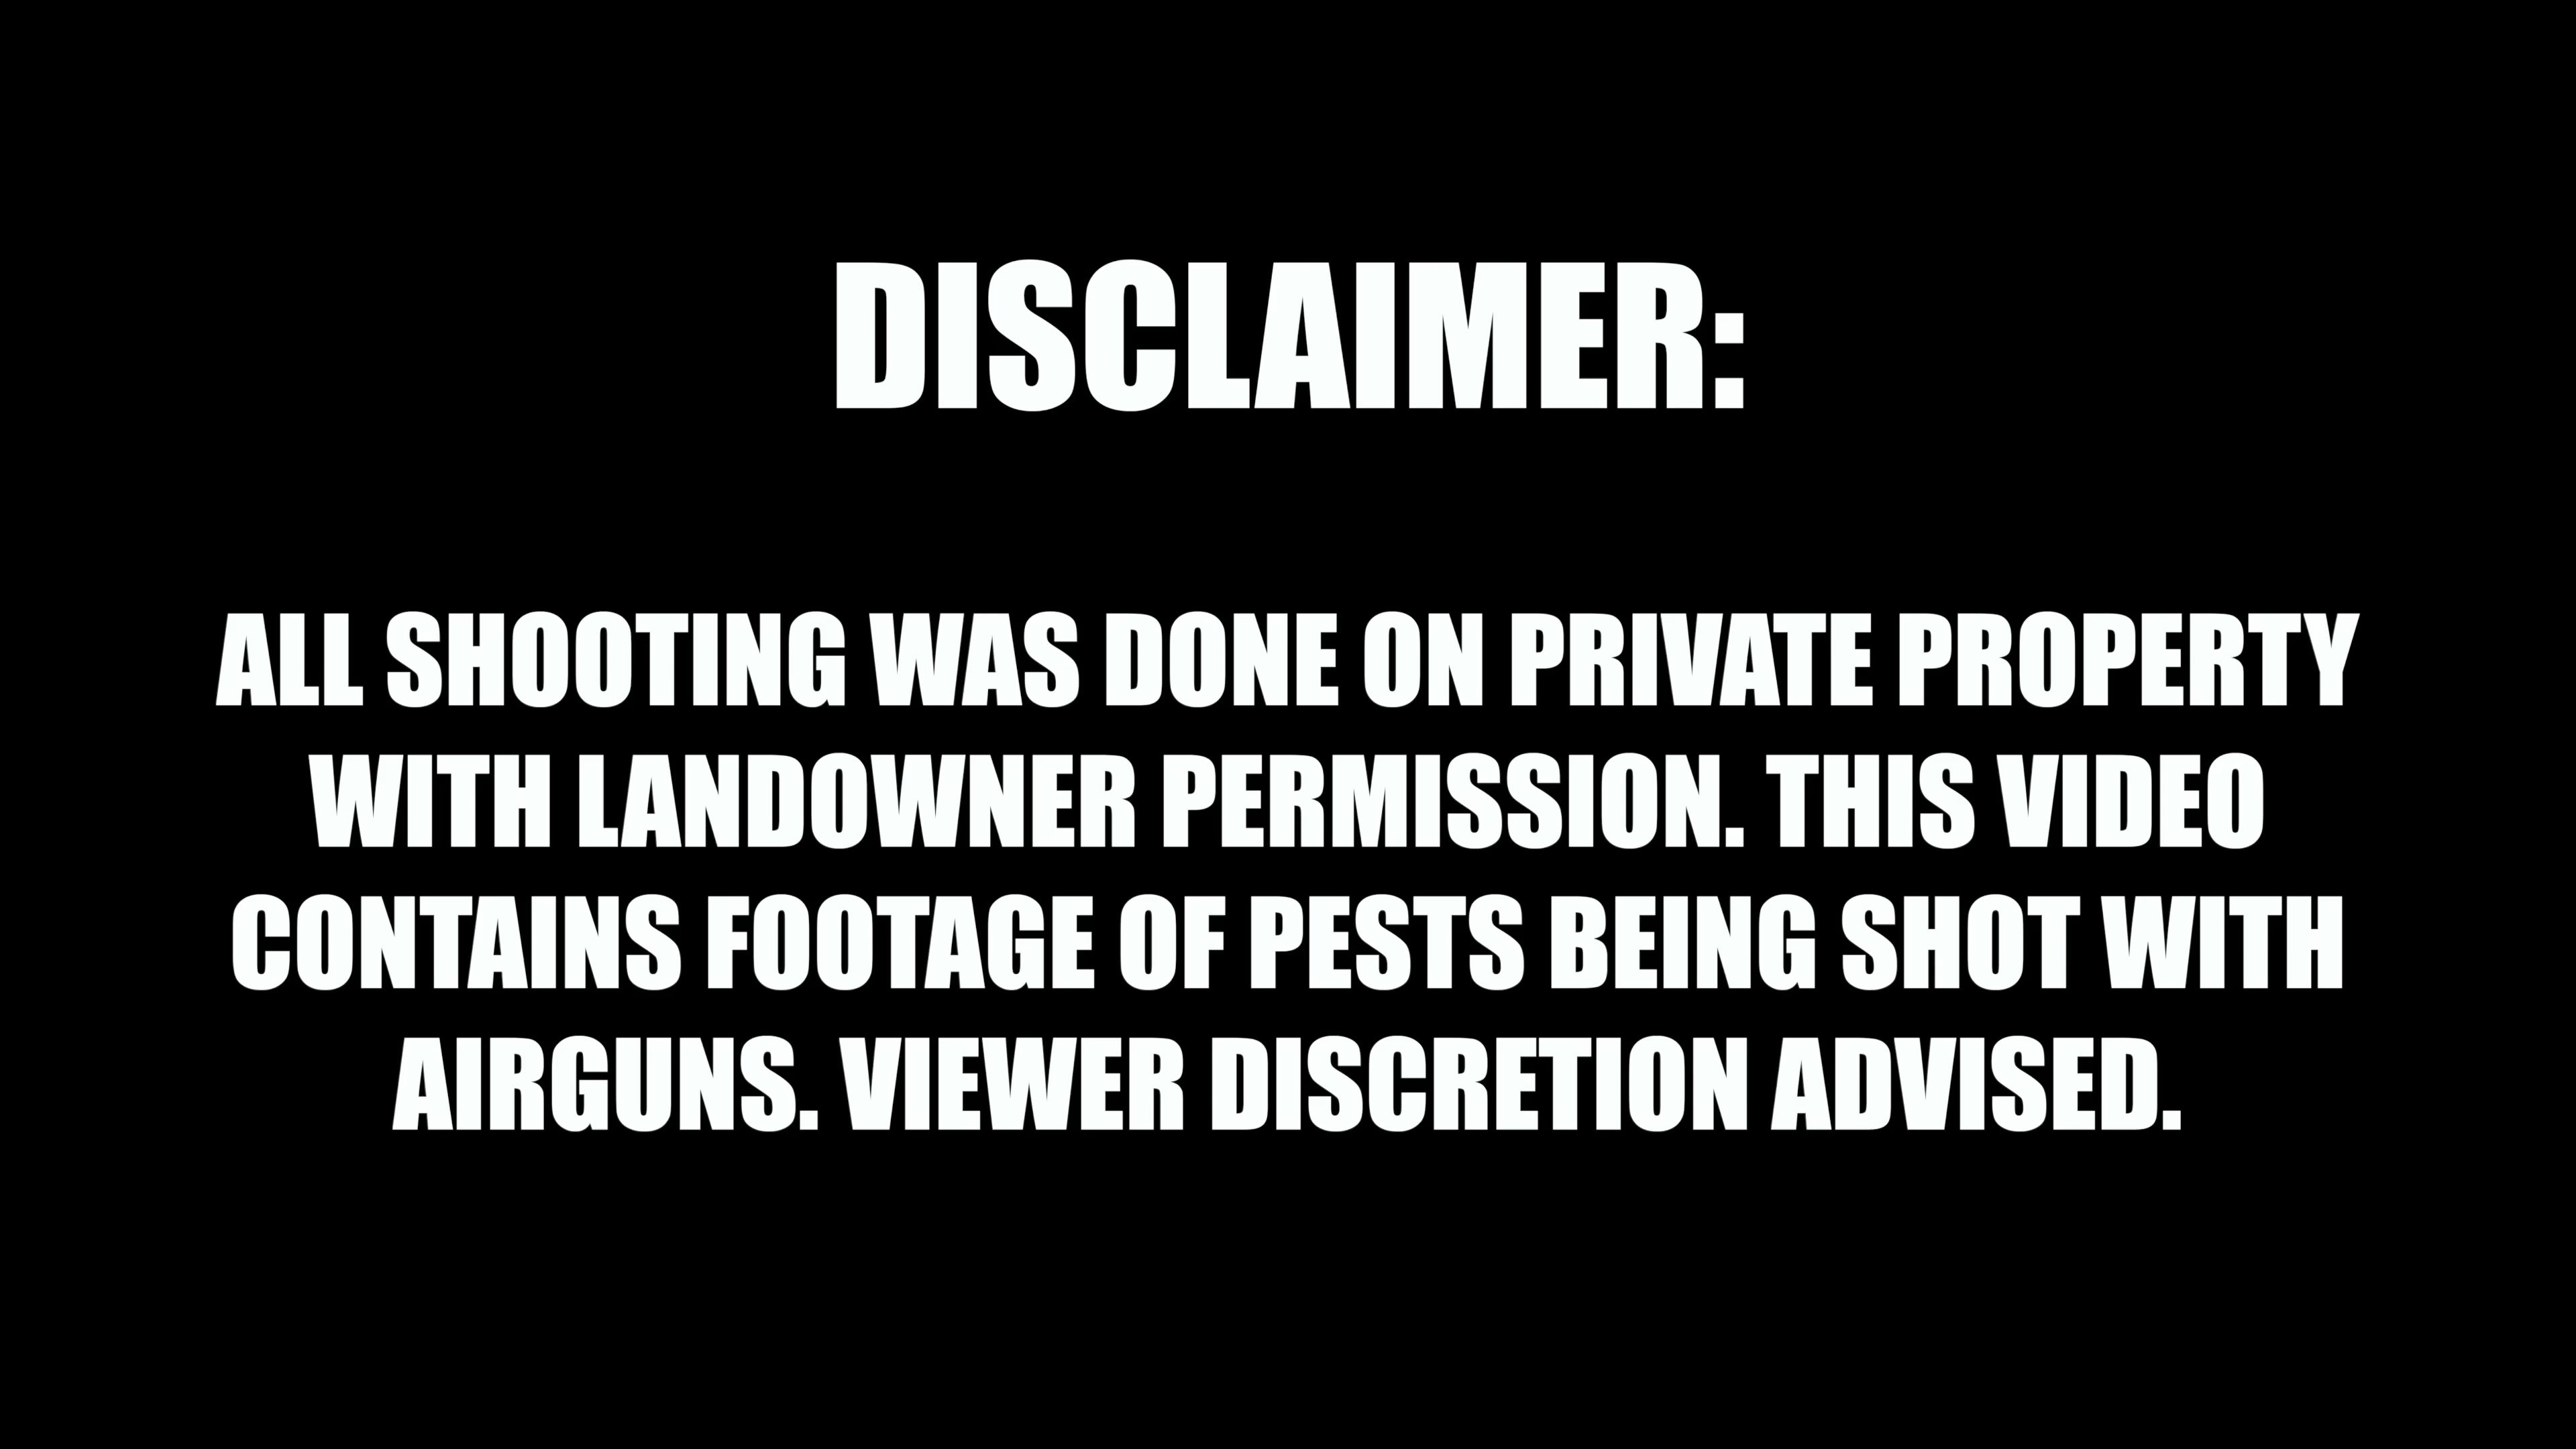 DISCLAIMER:
ALL SHOOTING WAS DONE ON PRIVATE PROPERTY
WITH LANDOWNER PERMISSION. THIS VIDEO
CONTAINS FOOTAGE OF PESTS BEING SHOT WITH
AIRGUNS. VIEWER DISCRETION ADVISED.